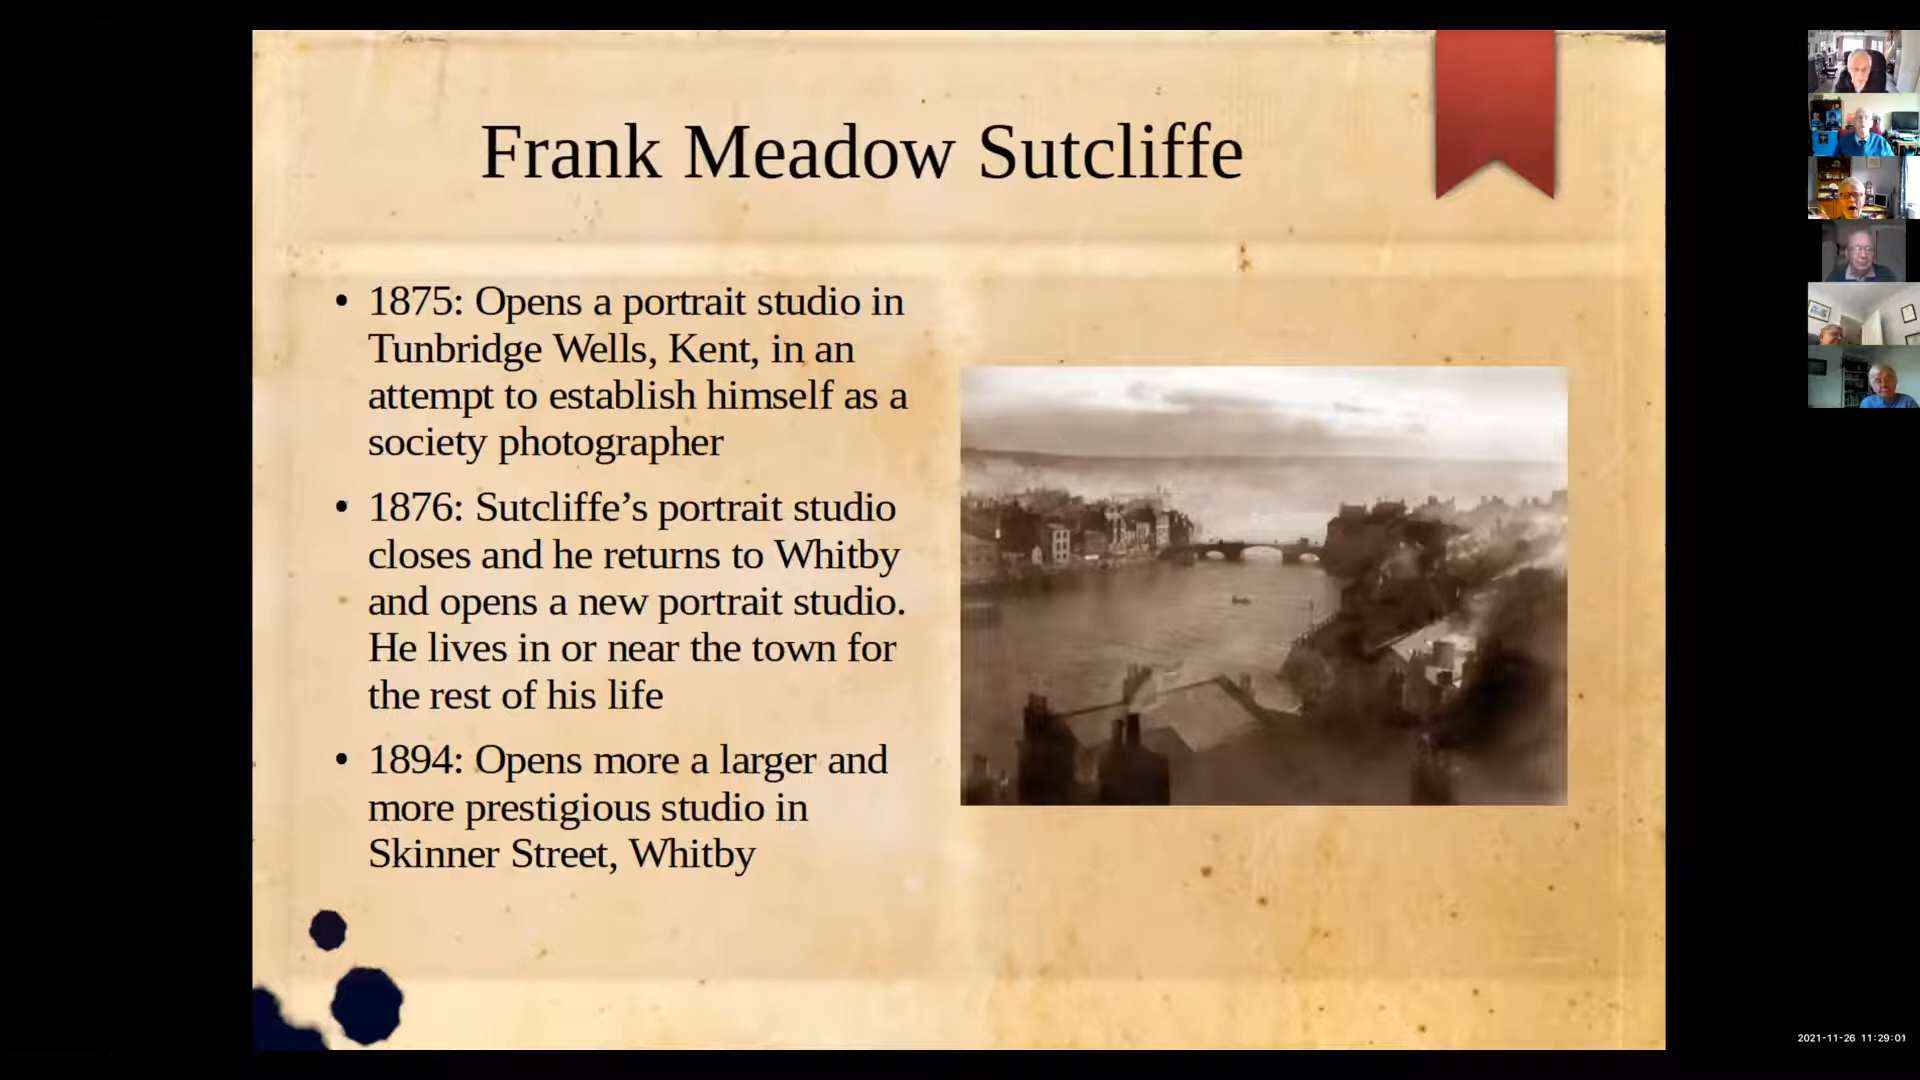 Frank Meadow Sutcliffe
• 1875: Opens a portrait studio in
Tunbridge Wells, Kent, in an
attempt to establish himself as a
society photographer
• 1876: Sutcliffe’s portrait studio
closes and he returns to Whitby
and opens a new portrait studio.
He lives in or near the town for
the rest of his life
• 1894: Opens more a larger and
more prestigious studio in
Skinner Street, Whitby
2021-11-26 11:29:01